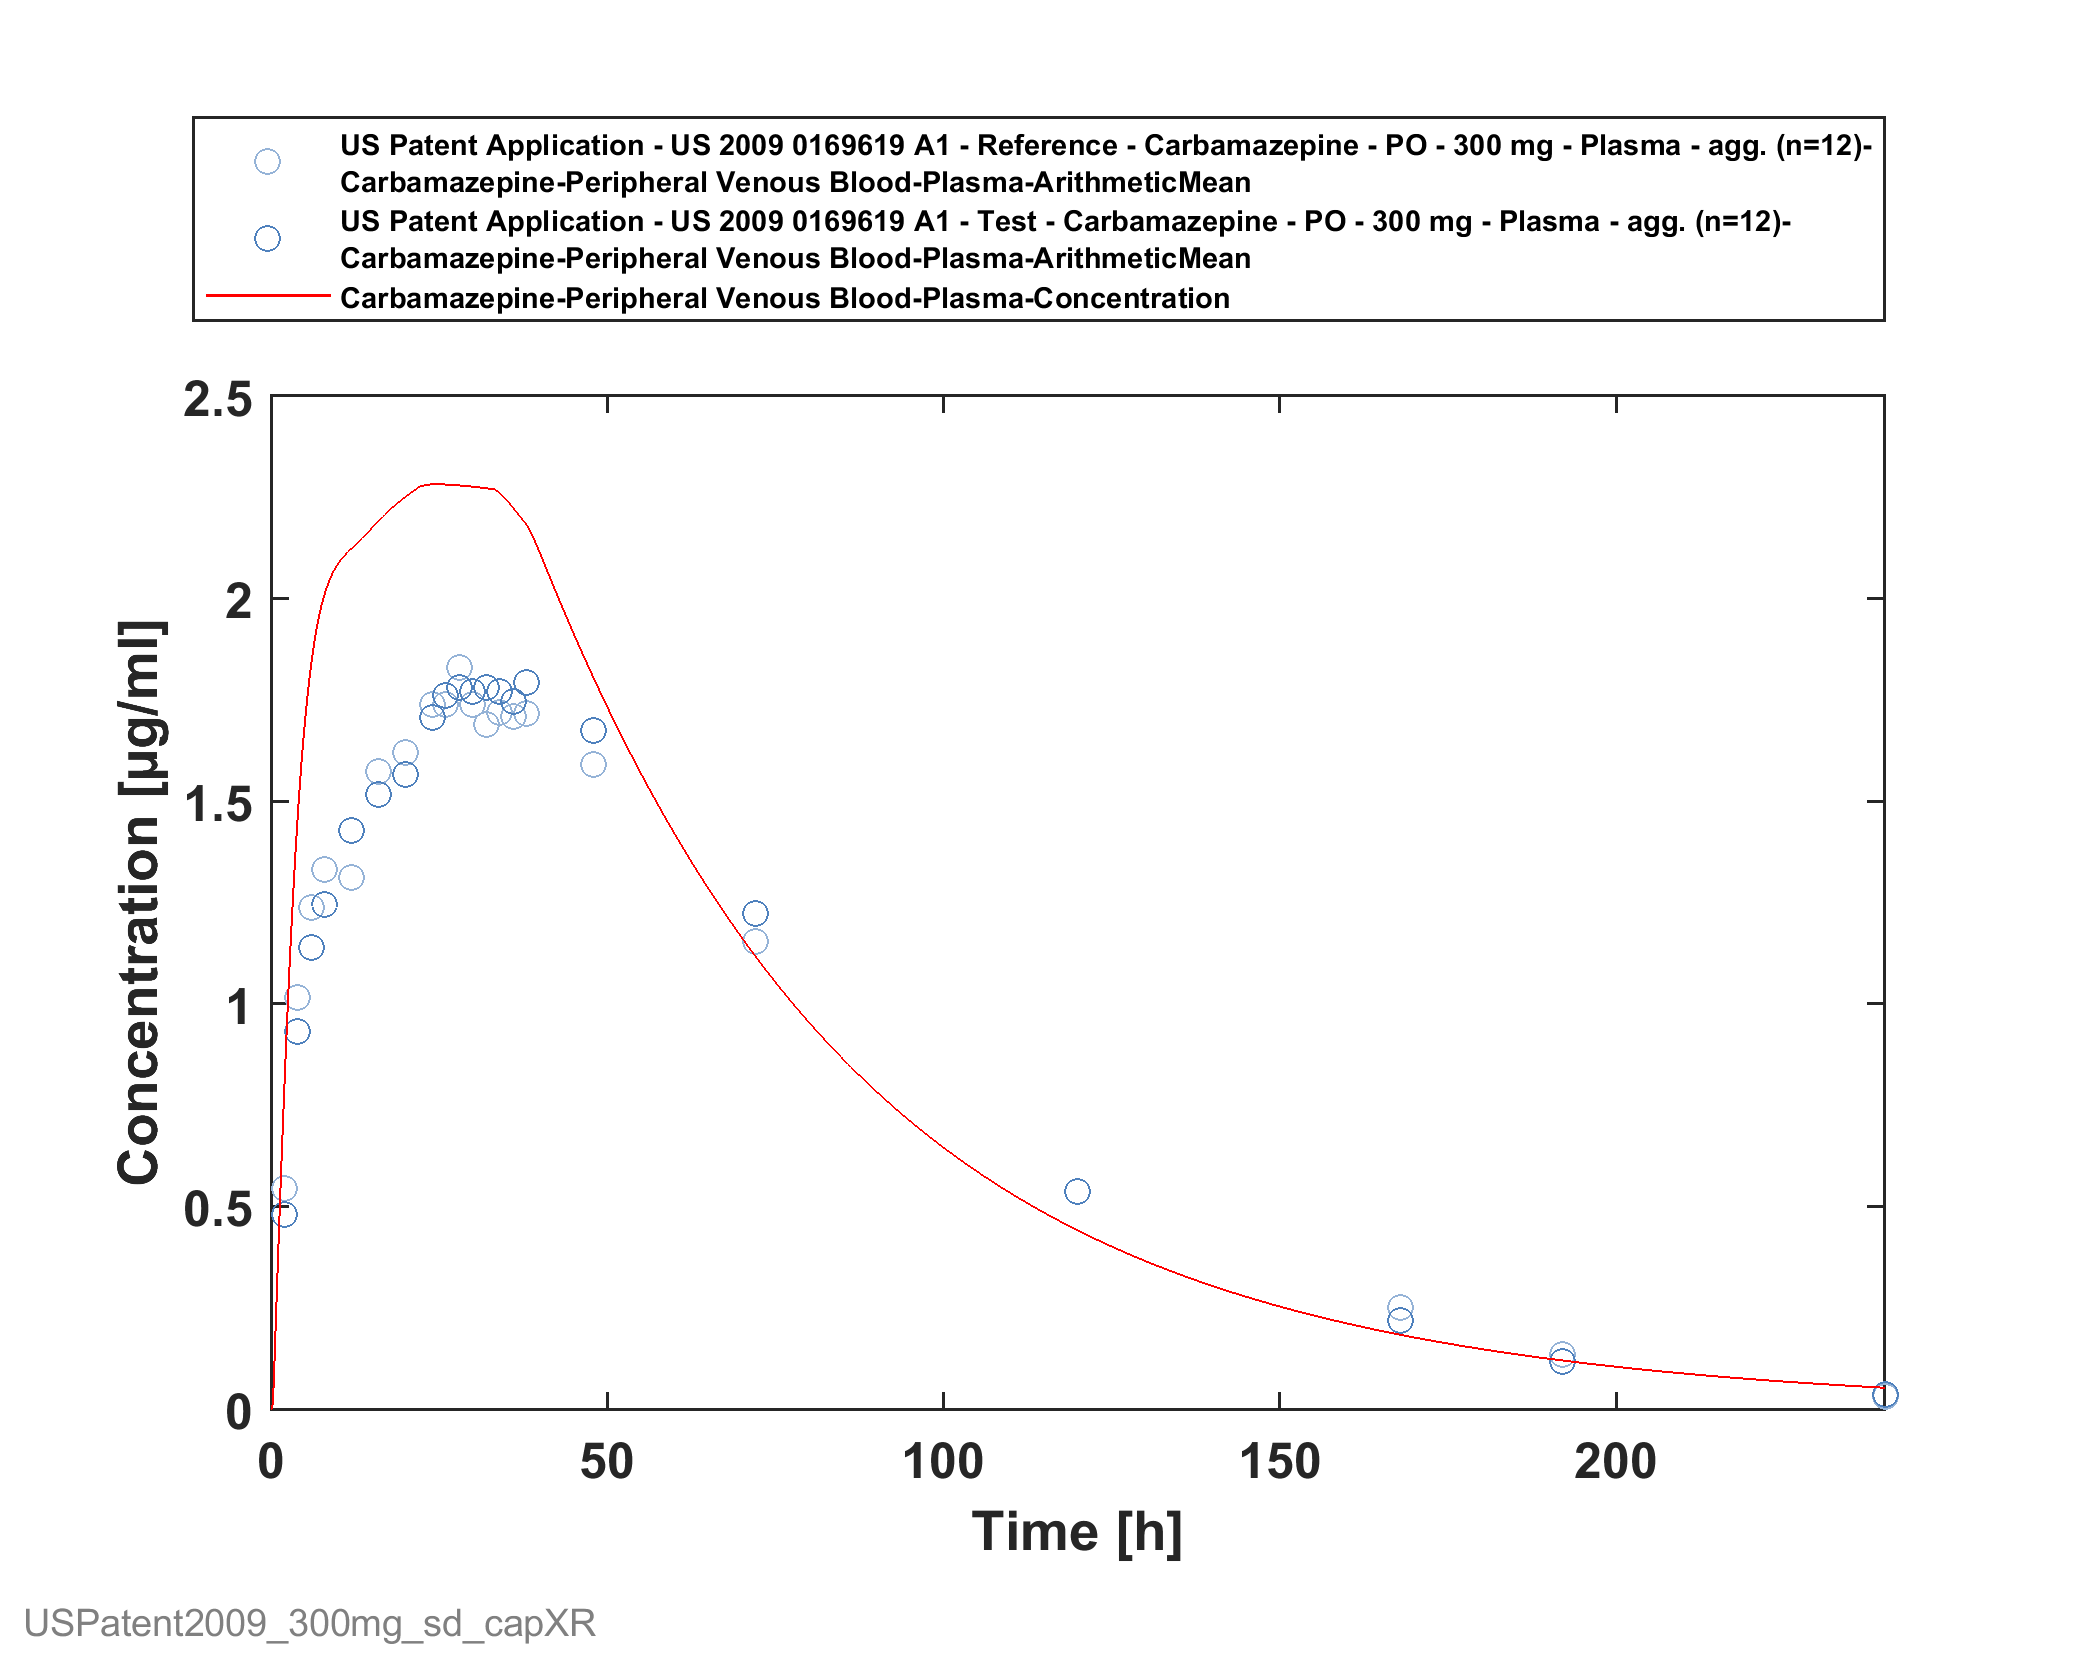 US Patent Application - US 2009 0169619 A1 - Reference - Carbamazepine - PO - 300 mg - Plasma - agg. (n=12)-
Carbamazepine-Peripheral Venous Blood-Plasma-ArithmeticMean
US Patent Application - US 2009 0169619 A1 - Test - Carbamazepine - PO - 300 mg - Plasma - agg. (n=12)-
Carbamazepine-Peripheral Venous Blood-Plasma-ArithmeticMean
Carbamazepine-Peripheral Venous Blood-Plasma-Concentration
2.5
2
1.5
1
0.5
0
Concentration [µg/ml]
0 50 100 150 200
Time [h]
USPatent2009_300mg_sd_capXR